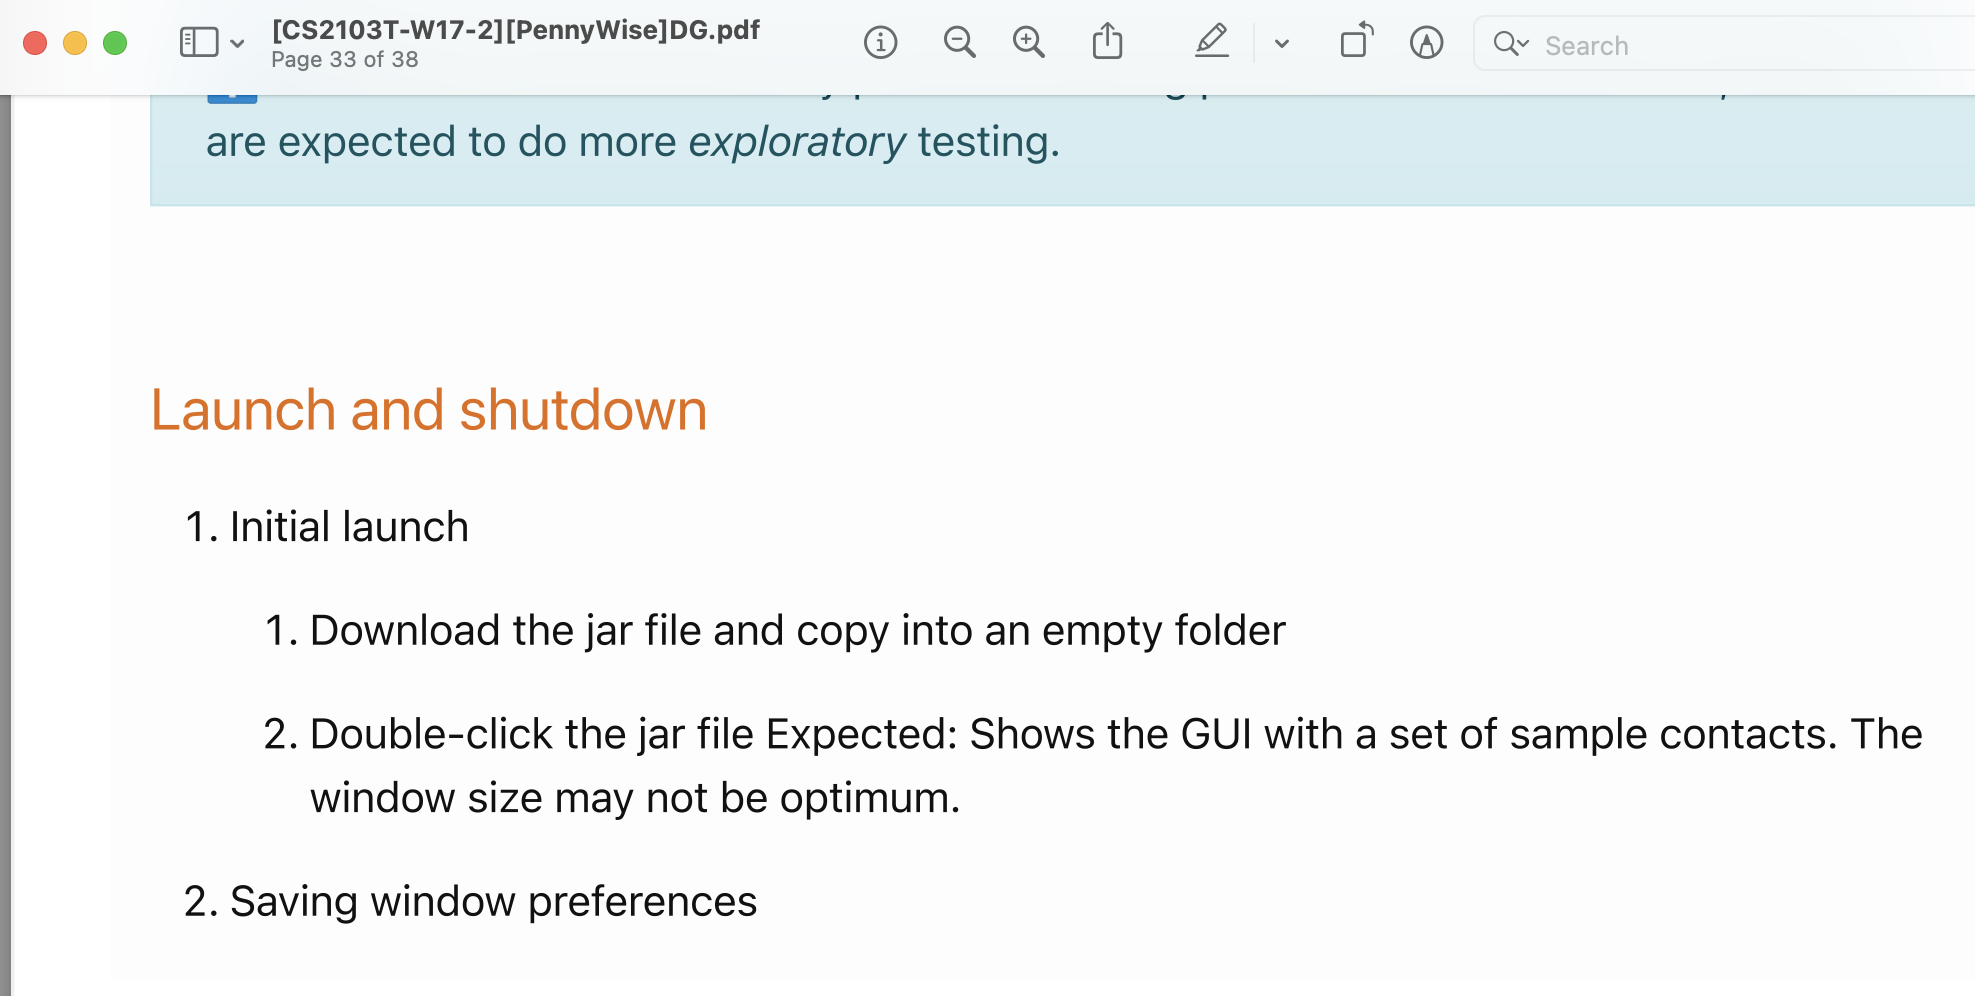 [CS2103T-W17-2][PennyWise]DG.pdf
Page 33 of 38
Search
are expected to do more exploratory testing.
Launch and shutdown
1. Initial launch
1. Download the jar file and copy into an empty folder
2. Double-click the jar file Expected: Shows the GUI with a set of sample contacts. The
window size may not be optimum.
2. Saving window preferences